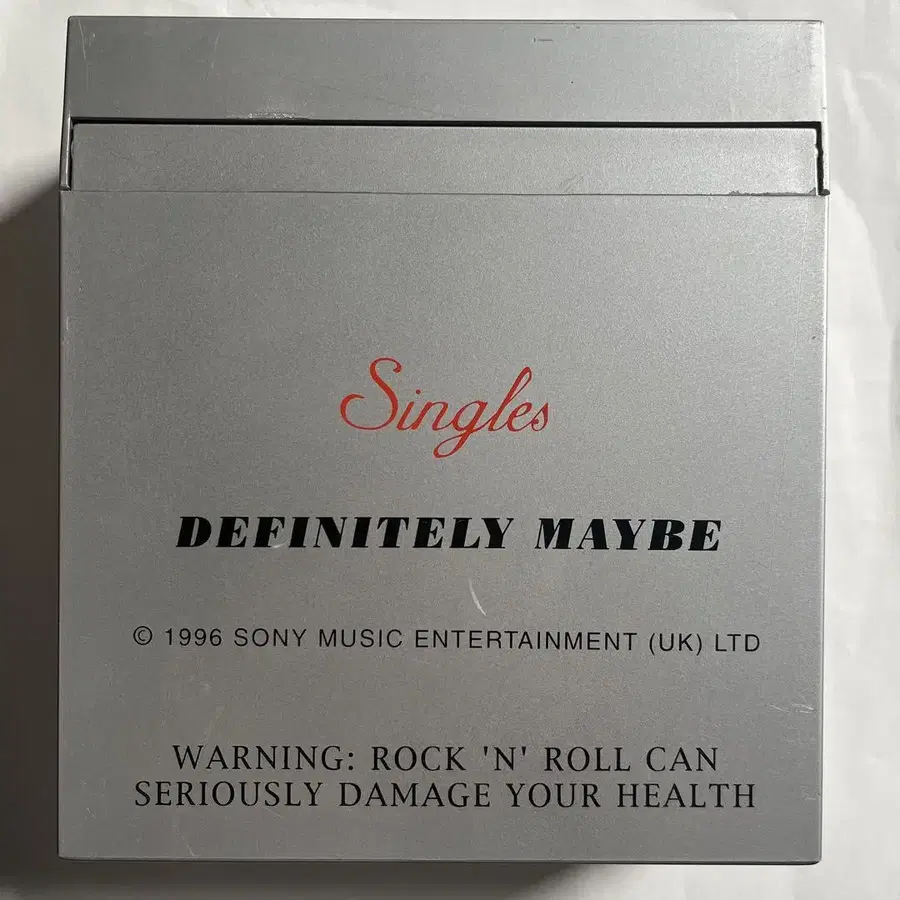 Singles
DEFINITELY MAYBE
© 1996 SONY MUSIC ENTERTAINMENT (UK) LTD
WARNING: ROCK 'N' ROLL CAN
SERIOUSLY DAMAGE YOUR HEALTH